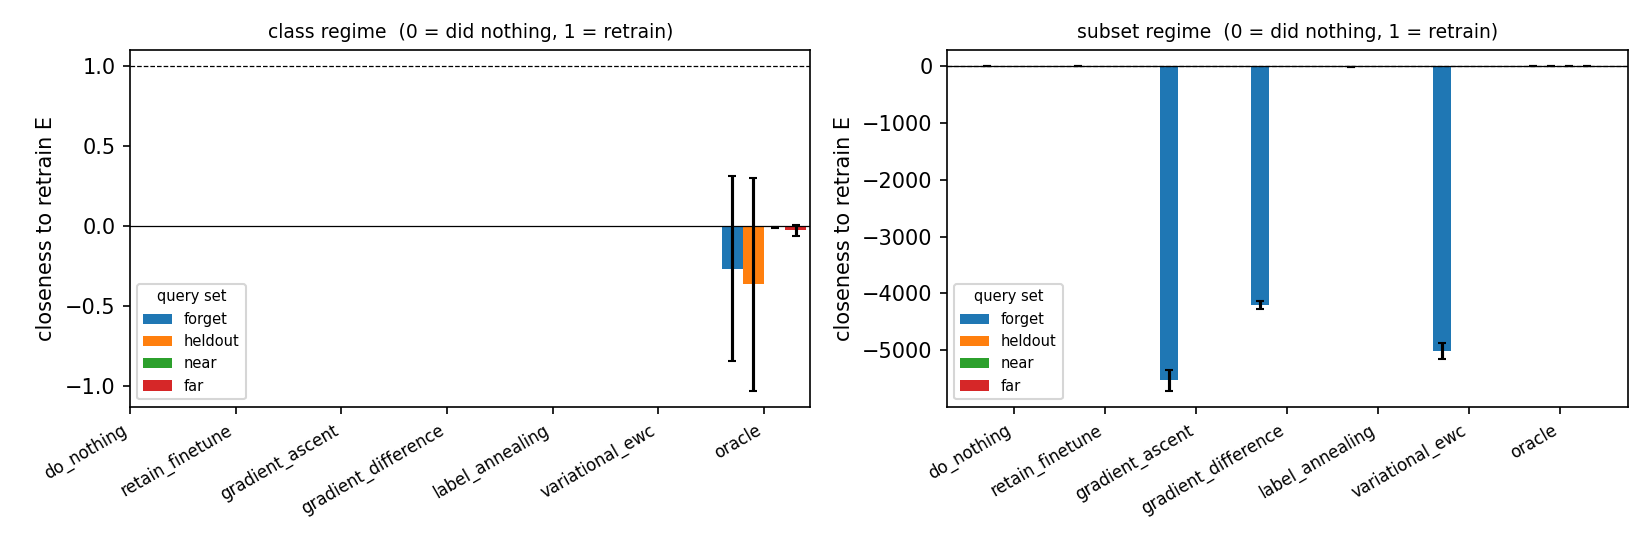 class regime  (0 = did nothing, 1 = retrain)
closeness to retrain E
1.0
0.5
0.0
−0.5
−1.0
query set
forget
heldout
near
far
do_nothing
retain_finetune
gradient_ascent
gradient_difference
label_annealing
variational_ewc
oracle
subset regime  (0 = did nothing, 1 = retrain)
closeness to retrain E
0
−1000
−2000
−3000
−4000
−5000
query set
forget
heldout
near
far
do_nothing
retain_finetune
gradient_ascent
gradient_difference
label_annealing
variational_ewc
oracle